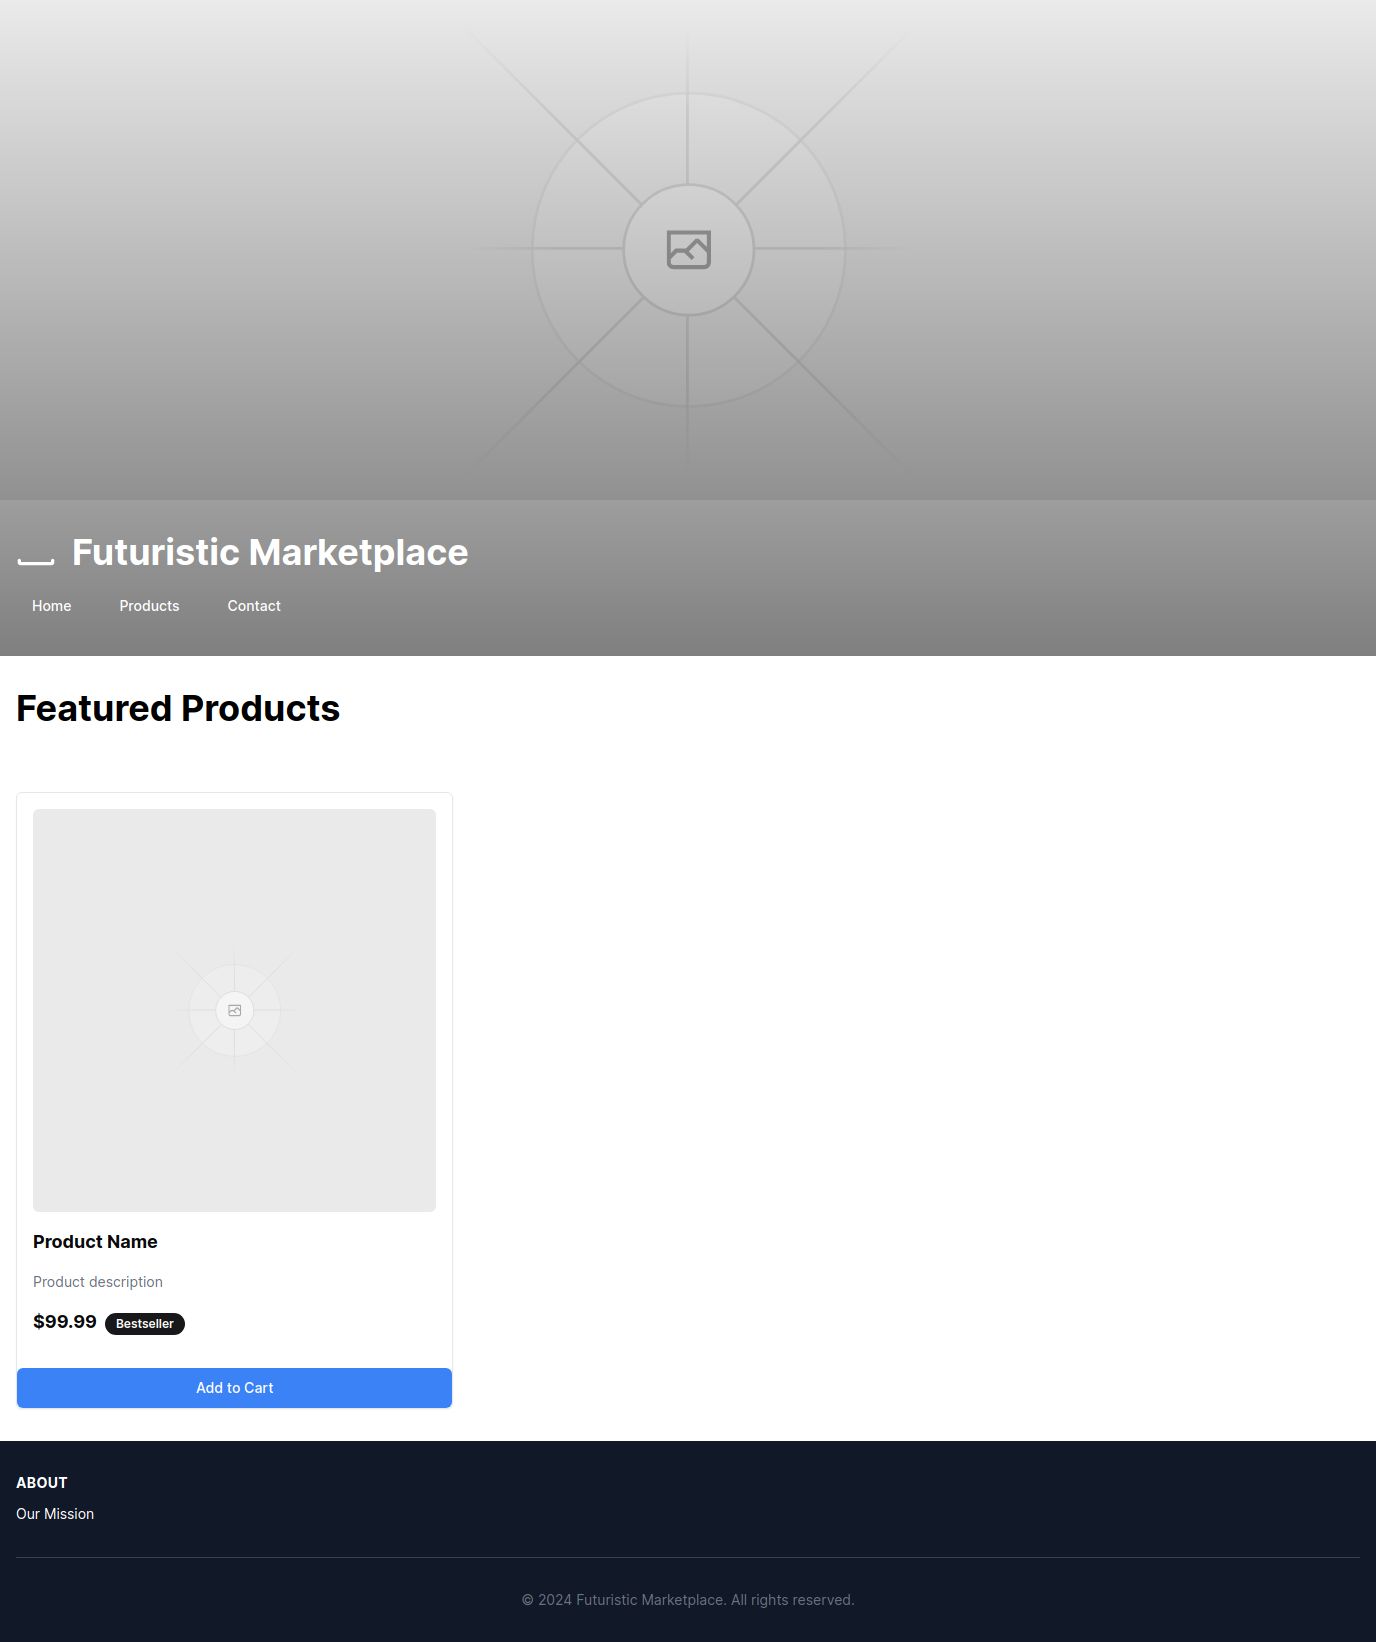 Futuristic Marketplace
Home Products Contact
Featured Products
Product Name
Product description
$99.99 Bestseller
Add to Cart
ABOUT
Our Mission
© 2024 Futuristic Marketplace. All rights reserved.